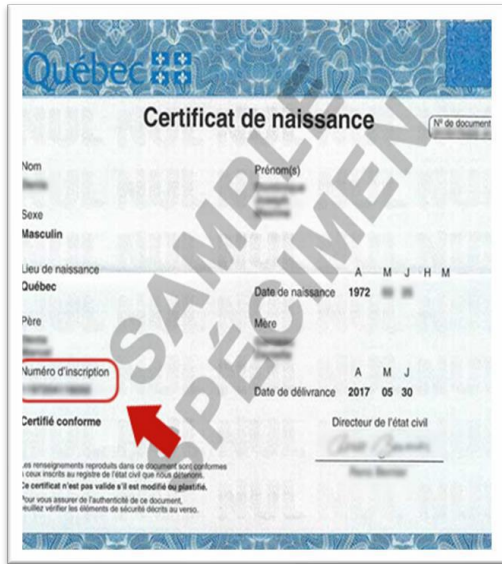 Québec
Certificat de naissance
Nº de document
Nom
Prénom(s)
Sexe
Masculin
Lieu de naissance
Québec
A M J H M
Date de naissance 1972
Père
Mère
Numéro d'inscription
A M J
Date de délivrance 2017 05 30
Certifié conforme
Directeur de l'état civil
Les renseignements reproduits dans ce document sont conformes
à ceux inscrits au registre de l'état civil que nous détenons.
Ce certificat n'est pas valide s'il est modifié ou plastifié.
Pour vous assurer de l'authenticité de ce document,
veuillez vérifier les éléments de sécurité décrits au verso.
SAMPLE
SPÉCIMEN